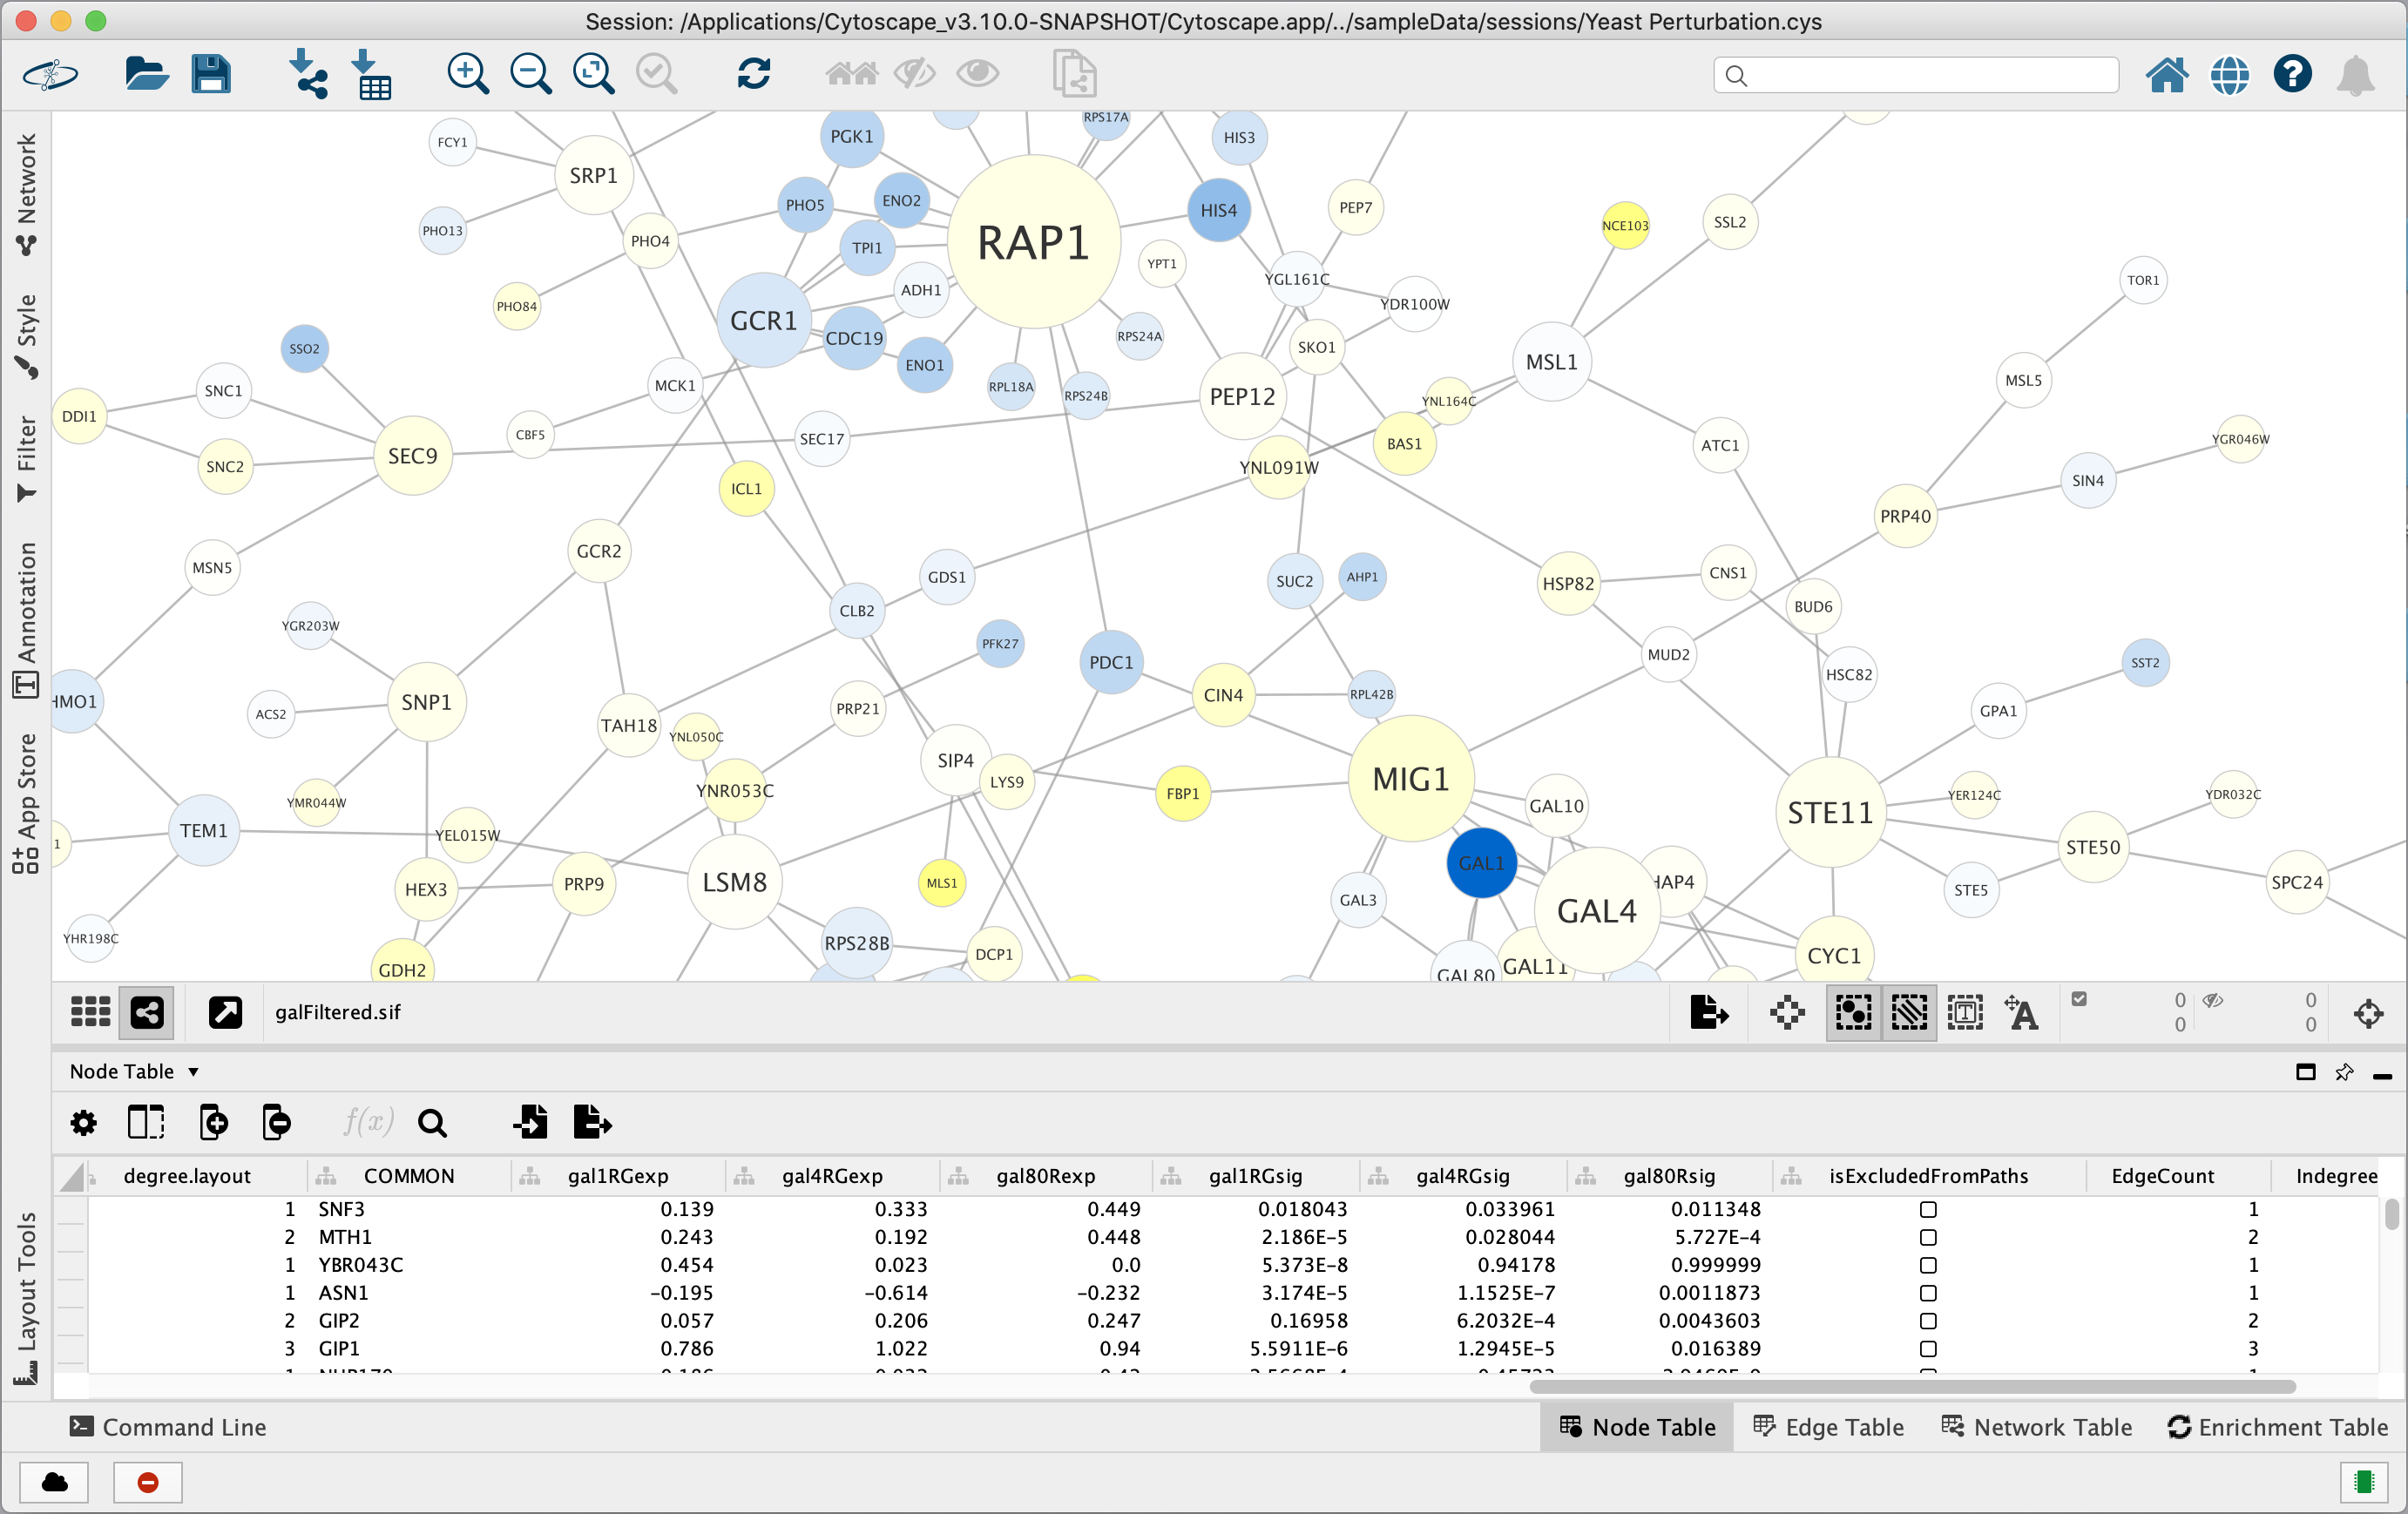 Session: /Applications/Cytoscape_v3.10.0-SNAPSHOT/Cytoscape.app/../sampleData/sessions/Yeast Perturbation.cys
Network
Style
Filter
Annotation
App Store
Layout Tools
FCY1
SRP1
PGK1
RPS17A
HIS3
PHO13
PHO4
PHO5
ENO2
RAP1
HIS4
PEP7
NCE103
SSL2
TPI1
YPT1
YGL161C
TOR1
PHO84
ADH1
YDR100W
GCR1
CDC19
RPS24A
SKO1
SSO2
ENO1
MSL1
SNC1
MCK1
RPL18A
RPS24B
PEP12
MSL5
DDI1
YNL164C
CBF5
SEC17
BAS1
ATC1
YGR046W
SEC9
SNC2
YNL091W
SIN4
ICL1
PRP40
GCR2
MSN5
GDS1
SUC2
AHP1
HSP82
CNS1
CLB2
BUD6
YGR203W
PFK27
PDC1
MUD2
SST2
HSC82
HMO1
SNP1
ACS2
TAH18
PRP21
CIN4
RPL42B
GPA1
YNL050C
SIP4
LYS9
MIG1
YNR053C
FBP1
YMR044W
GAL10
YER124C
YDR032C
TEM1
YEL015W
STE11
1
STE50
GAL1
HEX3
PRP9
LSM8
MLS1
HAP4
STE5
SPC24
GAL3
GAL4
YHR198C
RPS28B
DCP1
CYC1
GDH2
GAL80
GAL11
galFiltered.sif
0 0
0 0
Node Table
f(x)
degree.layout COMMON gal1RGexp gal4RGexp gal80Rexp gal1RGsig gal4RGsig gal80Rsig isExcludedFromPaths EdgeCount Indegree
1 SNF3 0.139 0.333 0.449 0.018043 0.033961 0.011348 1
2 MTH1 0.243 0.192 0.448 2.186E-5 0.028044 5.727E-4 2
1 YBR043C 0.454 0.023 0.0 5.373E-8 0.94178 0.999999 1
1 ASN1 -0.195 -0.614 -0.232 3.174E-5 1.1525E-7 0.0011873 1
2 GIP2 0.057 0.206 0.247 0.16958 6.2032E-4 0.0043603 2
3 GIP1 0.786 1.022 0.94 5.5911E-6 1.2945E-5 0.016389 3
Command Line
Node Table Edge Table Network Table Enrichment Table